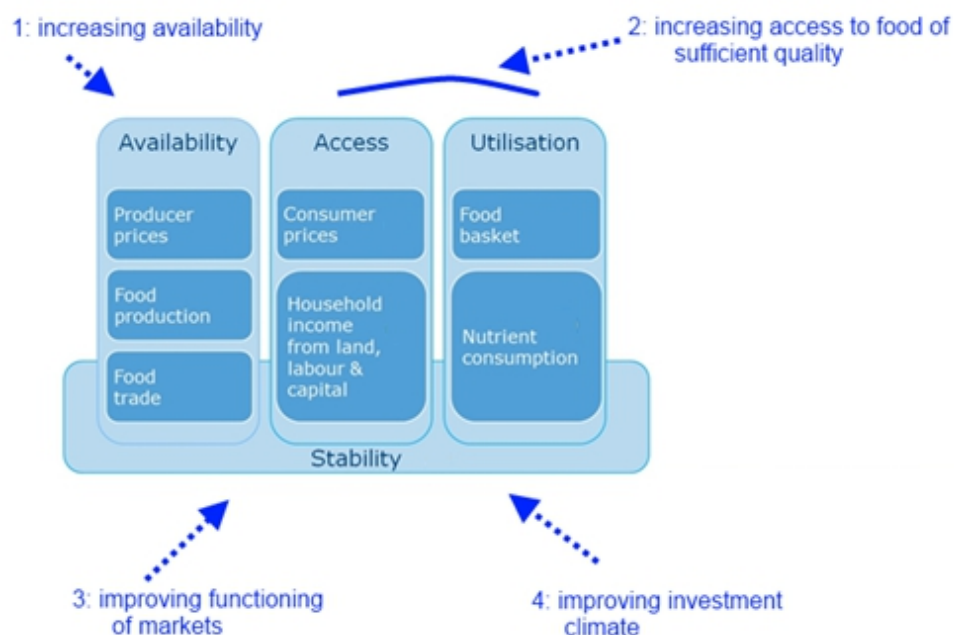 1: increasing availability
2: increasing access to food of
sufficient quality
Availability
Producer
prices
Food
production
Food
trade
Access
Consumer
prices
Household
income
from land,
labour &
capital
Utilisation
Food
basket
Nutrient
consumption
Stability
3: improving functioning
of markets
4: improving investment
climate